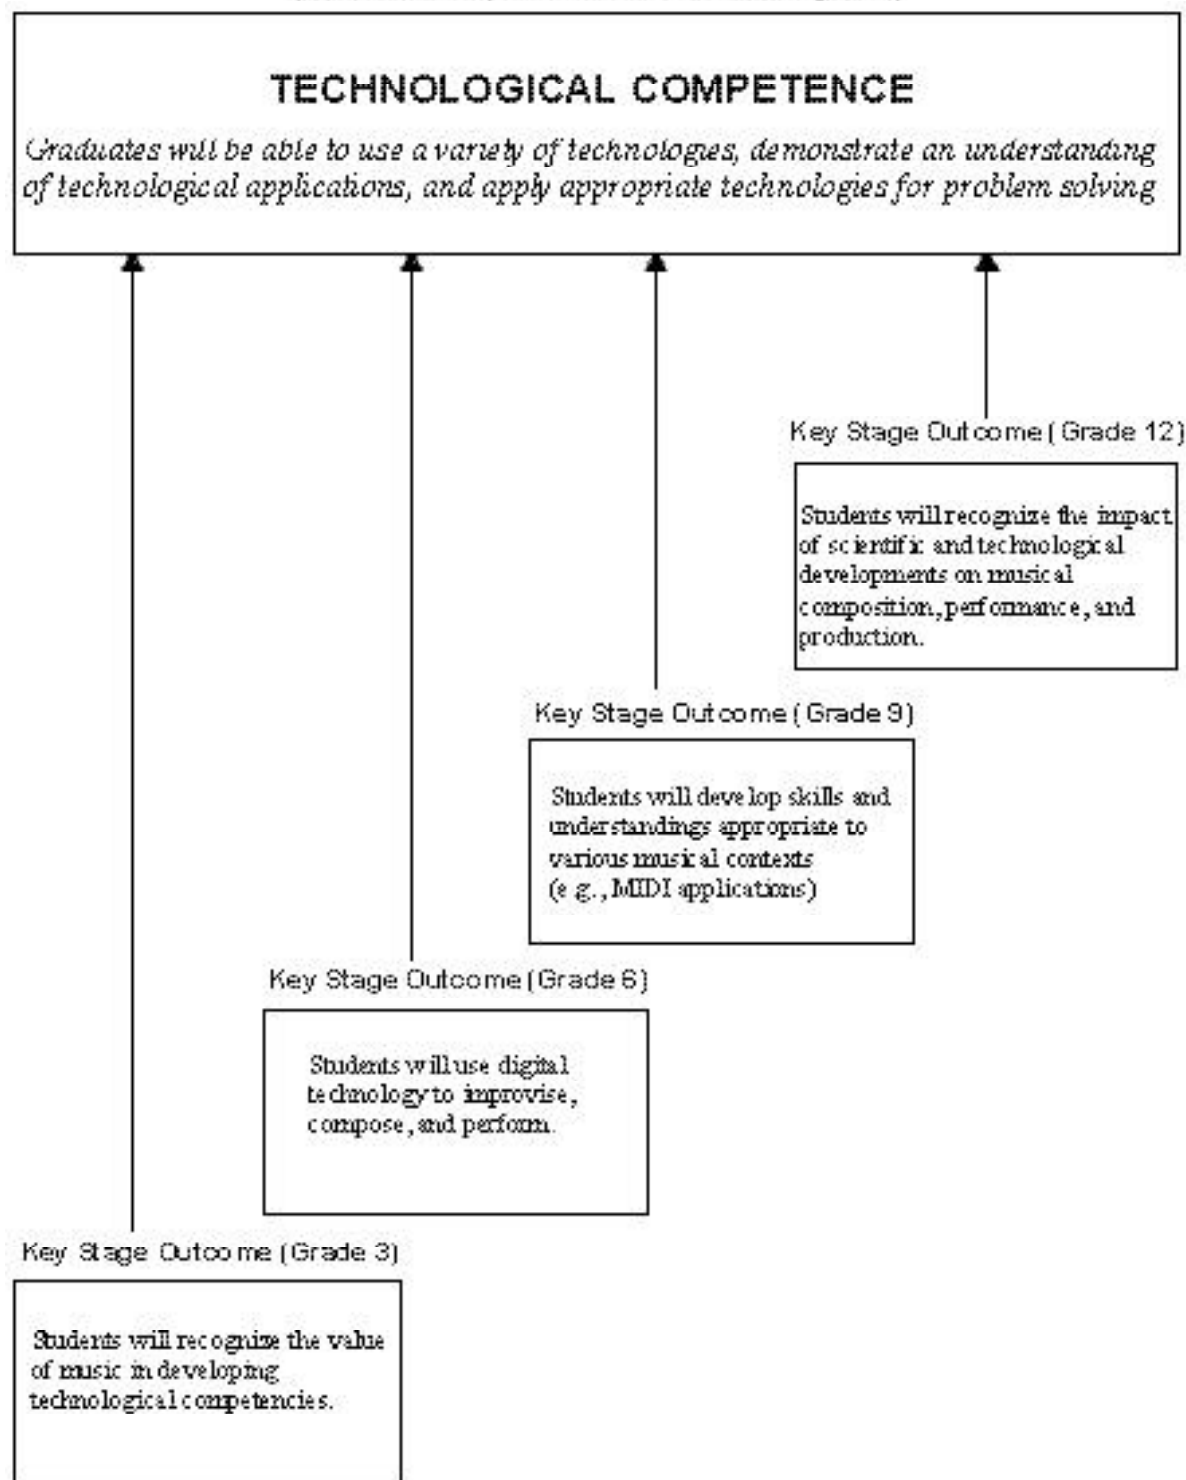 TECHNOLOGICAL COMPETENCE
Graduates will be able to use a variety of technologies, demonstrate an understanding
of technological applications, and apply appropriate technologies for problem solving
Key Stage Outcome (Grade 12)
Students will recognize the impact
of scientific and technological
developments on musical
composition, performance, and
production.
Key Stage Outcome (Grade 9)
Students will develop skills and
understandings appropriate to
various musical contexts
(e.g., MIDI applications)
Key Stage Outcome (Grade 6)
Students will use digital
technology to improvise,
compose, and perform.
Key Stage Outcome (Grade 3)
Students will recognize the value
of music in developing
technological competencies.